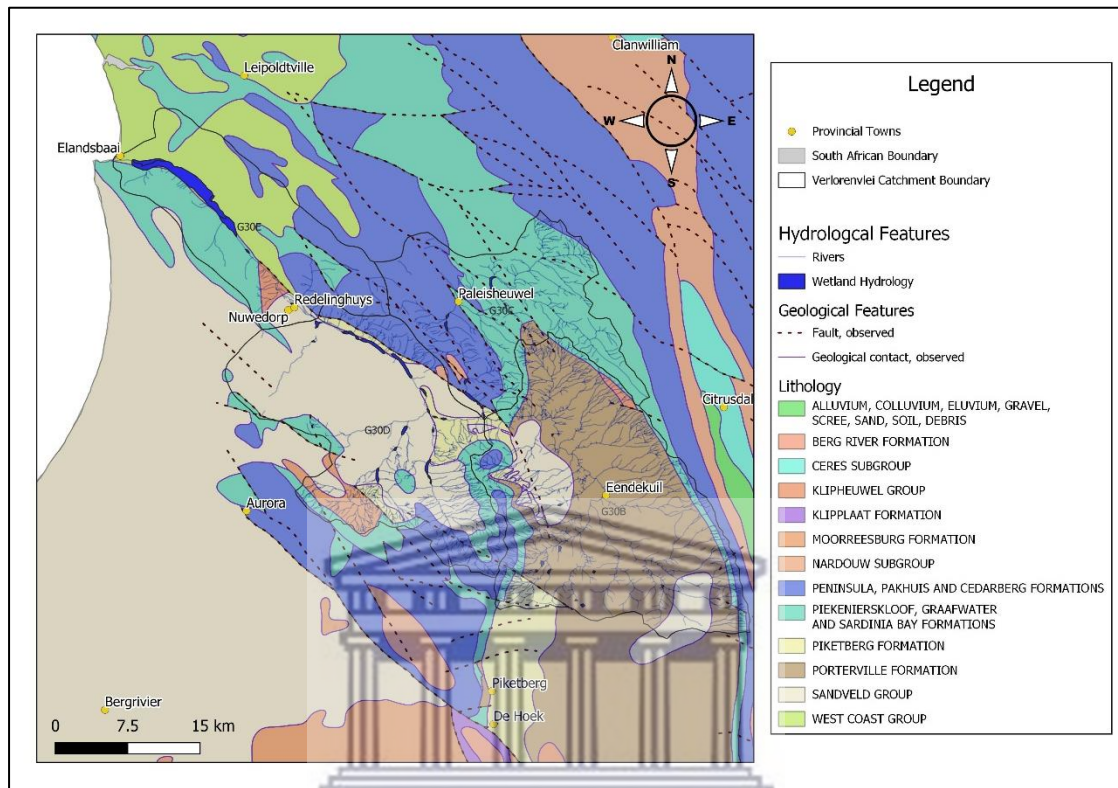 Clanwilliam
Leipoldtville
N
W
E
S
Elandsbaai
G30E
Redelinghuys
Nuwedorp
Paleisheuwel
G30C
Citrusdal
G30D
Eendekuil
G30B
Aurora
Piketberg
De Hoek
Bergrivier
0 7.5 15 km
Legend
Provincial Towns
South African Boundary
Verlorenvlei Catchment Boundary
Hydrologcal Features
Rivers
Wetland Hydrology
Geological Features
Fault, observed
Geological contact, observed
Lithology
ALLUVIUM, COLLUVIUM, ELUVIUM, GRAVEL,
SCREE, SAND, SOIL, DEBRIS
BERG RIVER FORMATION
CERES SUBGROUP
KLIPHEUWEL GROUP
KLIPPLAAT FORMATION
MOORREESBURG FORMATION
NARDOUW SUBGROUP
PENINSULA, PAKHUIS AND CEDARBERG FORMATIONS
PIEKENIERSKLOOF, GRAAFWATER
AND SARDINIA BAY FORMATIONS
PIKETBERG FORMATION
PORTERVILLE FORMATION
SANDVELD GROUP
WEST COAST GROUP